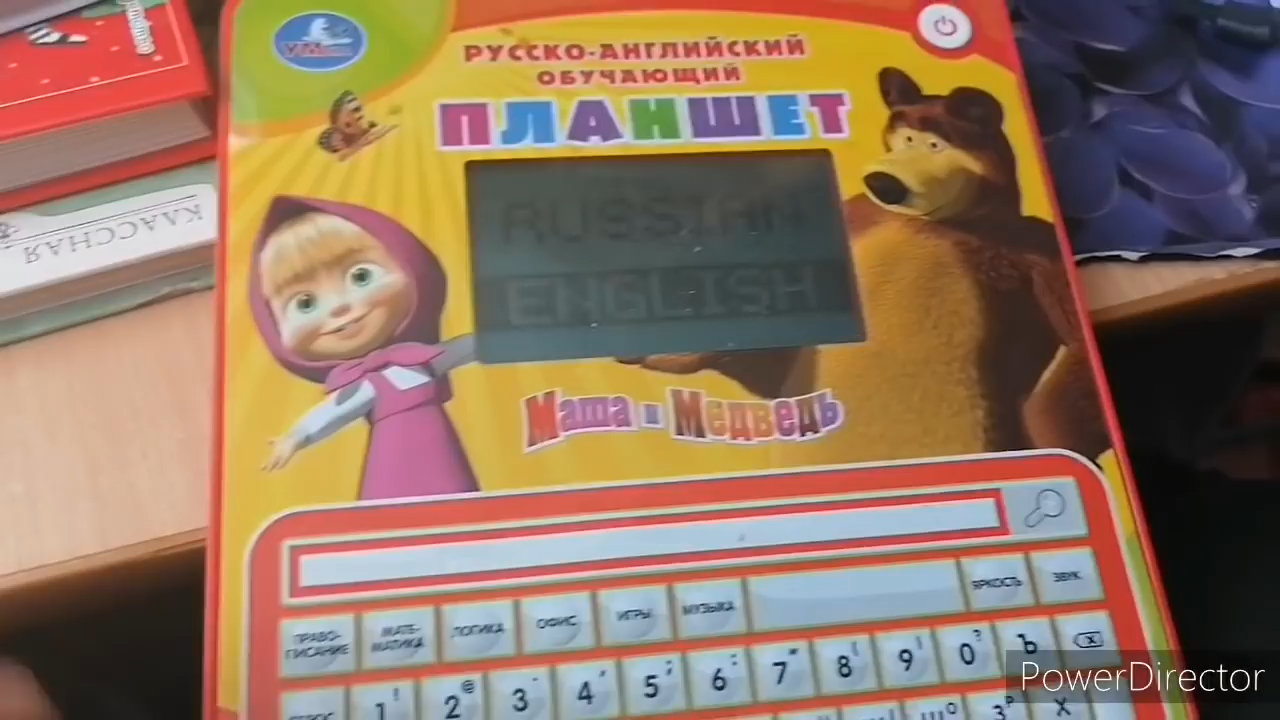 УМ
РУССКО-АНГЛИЙСКИЙ
ОБУЧАЮЩИЙ
ПЛАНШЕТ
RUSSIAN
ENGLISH
КЛАССНАЯ
Маша и Медведь
ЯРКОСТЬ ЗВУК
ПРАВО-ПИСАНИЕ МАТЕ-МАТИКА ЛОГИКА ОФИС ИГРЫ МУЗЫКА
1 ! 2 @ 3 4 5 6 7 8 9 0 Ъ
З Х
PowerDirector